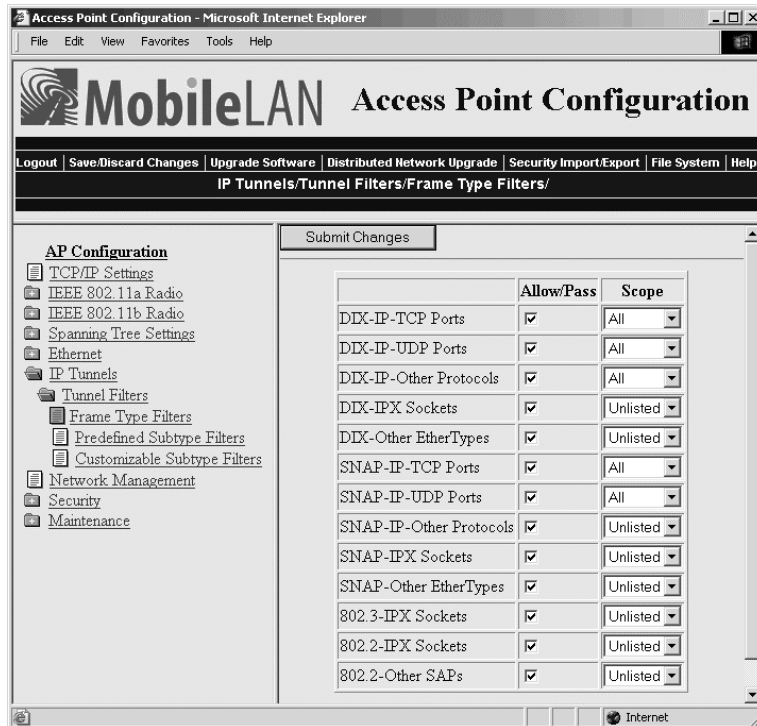 Access Point Configuration - Microsoft Internet Explorer
File Edit View Favorites Tools Help
MobileLAN Access Point Configuration
Logout | Save/Discard Changes | Upgrade Software | Distributed Network Upgrade | Security Import/Export | File System | Help
IP Tunnels/Tunnel Filters/Frame Type Filters/
Submit Changes
AP Configuration
TCP/IP Settings
IEEE 802.11a Radio
IEEE 802.11b Radio
Spanning Tree Settings
Ethernet
IP Tunnels
Tunnel Filters
Frame Type Filters
Predefined Subtype Filters
Customizable Subtype Filters
Network Management
Security
Maintenance
Allow/Pass Scope
DIX-IP-TCP Ports All
DIX-IP-UDP Ports All
DIX-IP-Other Protocols All
DIX-IPX Sockets Unlisted
DIX-Other EtherTypes Unlisted
SNAP-IP-TCP Ports All
SNAP-IP-UDP Ports All
SNAP-IP-Other Protocols Unlisted
SNAP-IPX Sockets Unlisted
SNAP-Other EtherTypes Unlisted
802.3-IPX Sockets Unlisted
802.2-IPX Sockets Unlisted
802.2-Other SAPs Unlisted
Internet